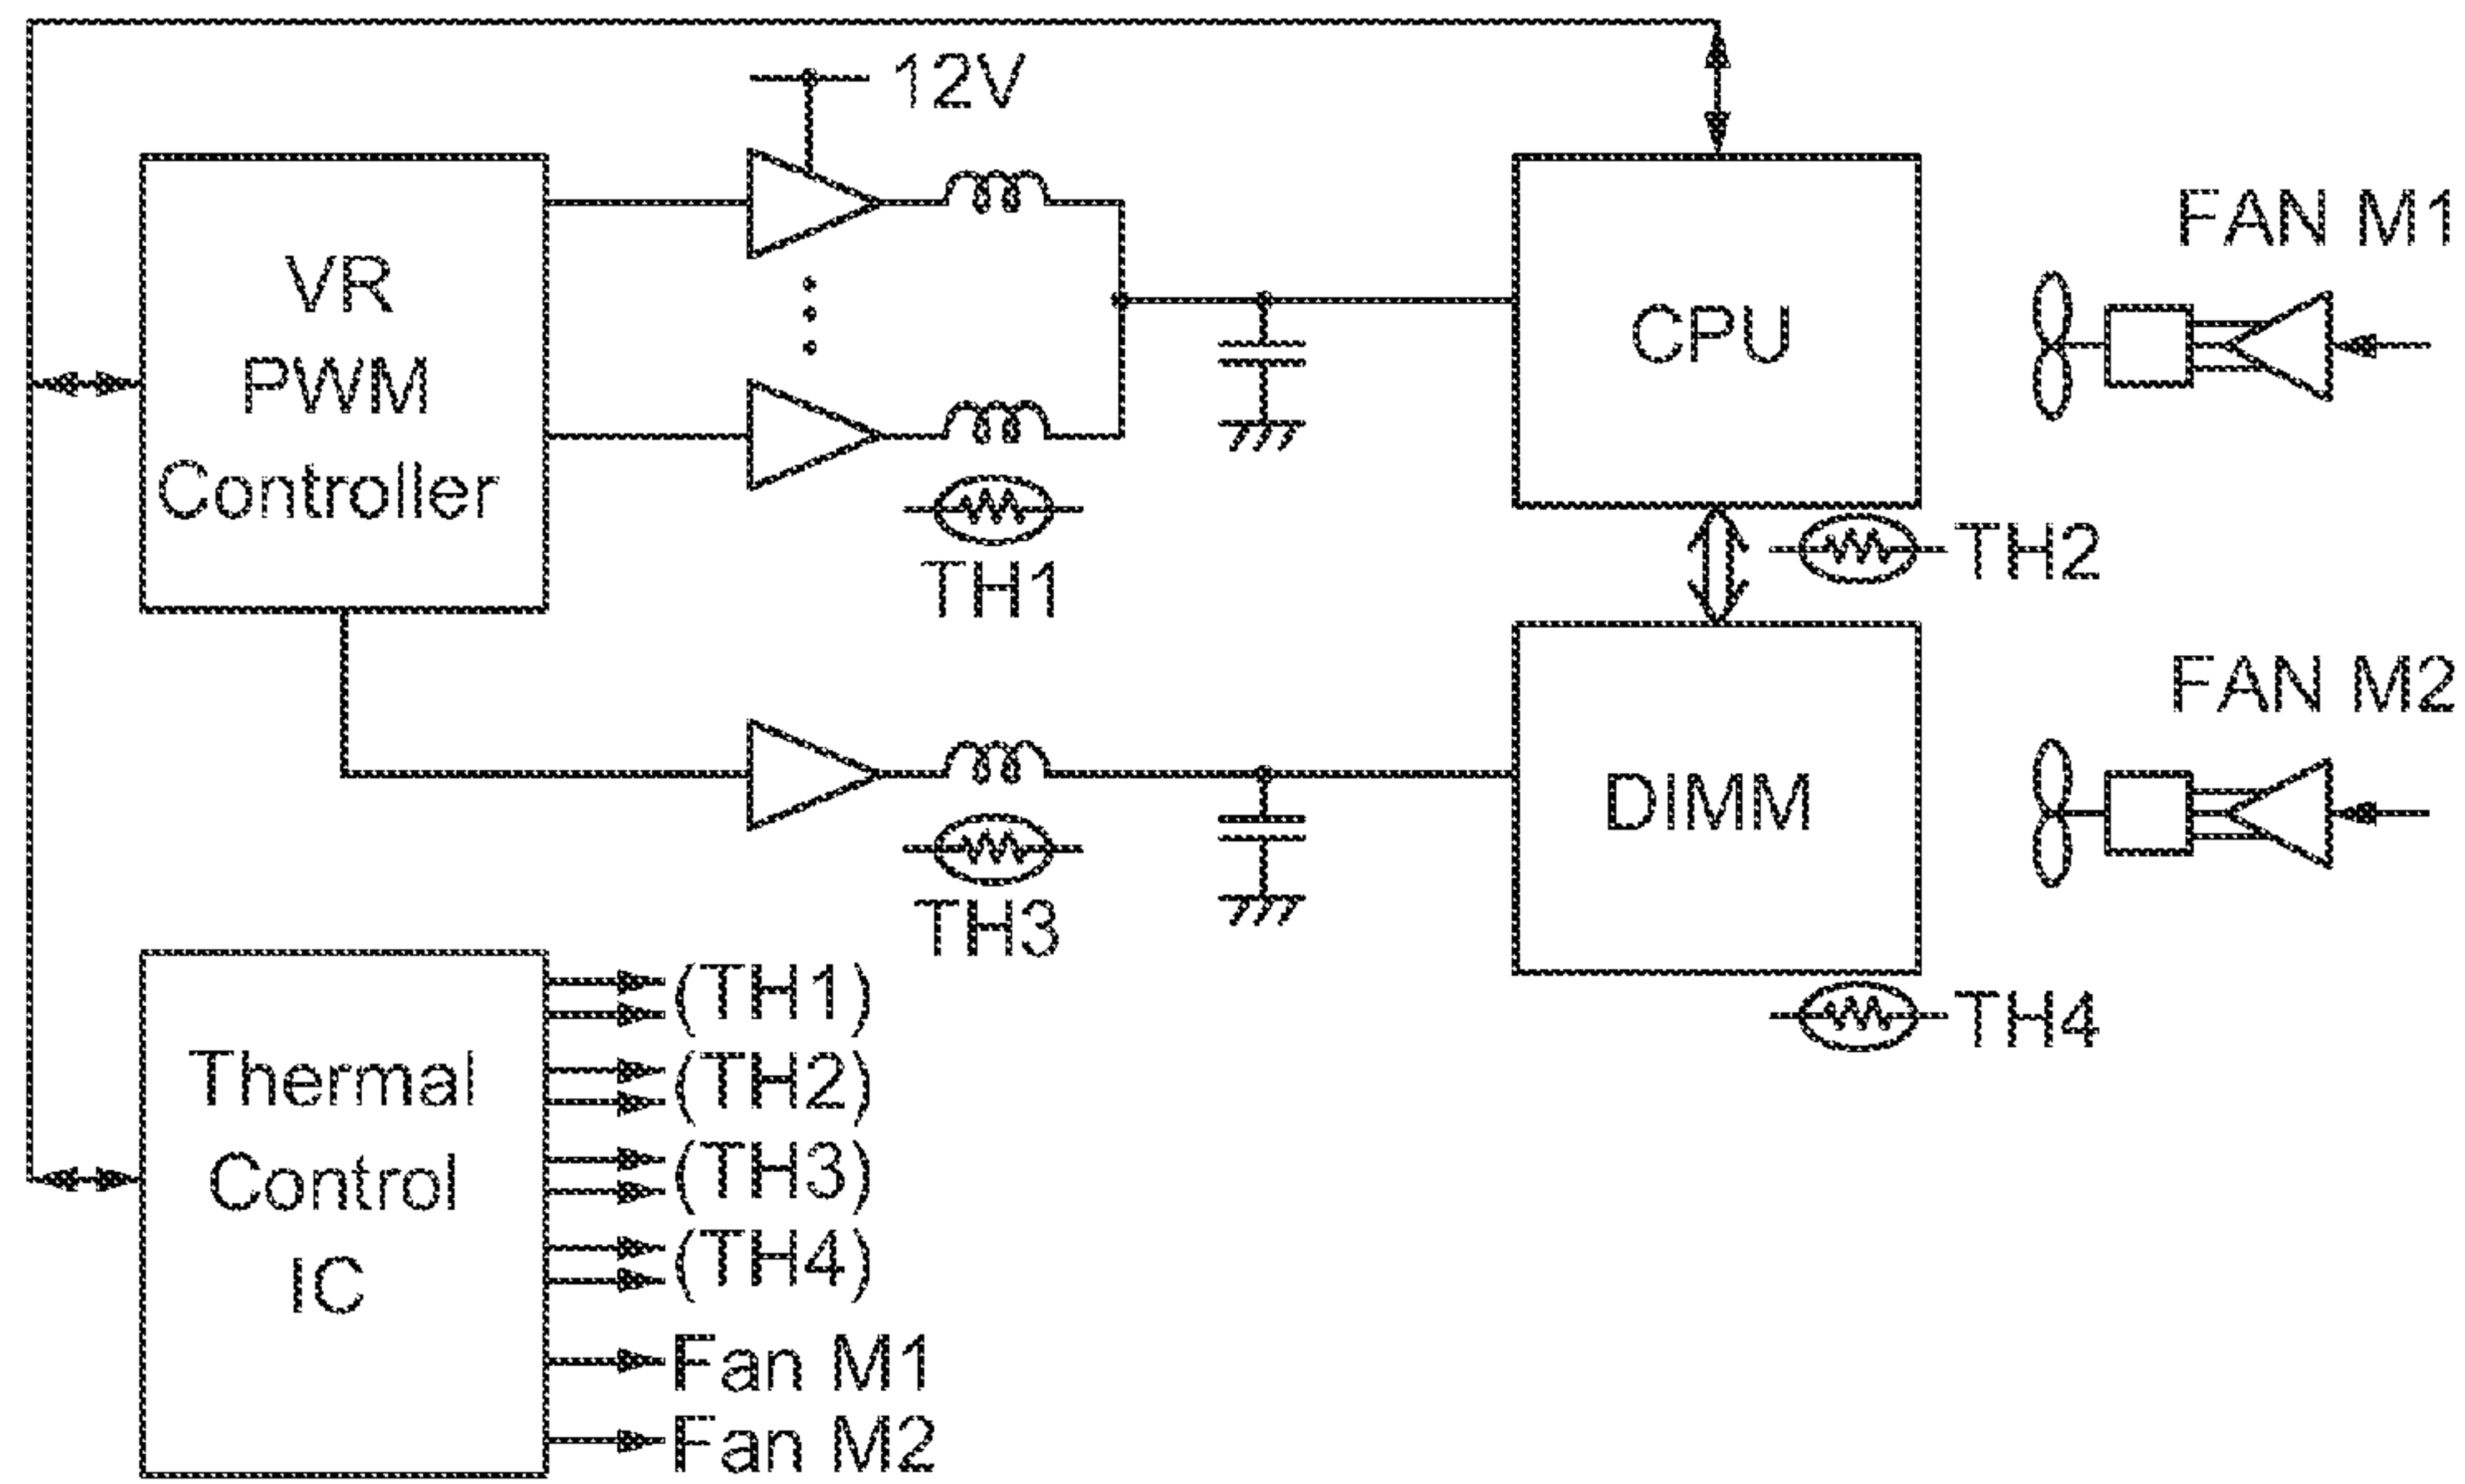 12V
VR
PWM
Controller
CPU
FAN M1
TH1
TH2
FAN M2
DIMM
TH3
TH4
Thermal
Control
IC
(TH1)
(TH2)
(TH3)
(TH4)
Fan M1
Fan M2